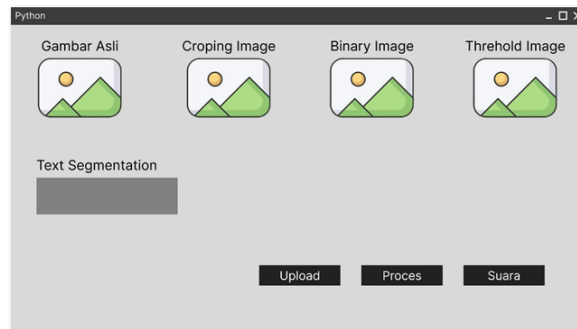 Python
Gambar Asli Croping Image Binary Image Threhold Image
Text Segmentation
Upload Proces Suara